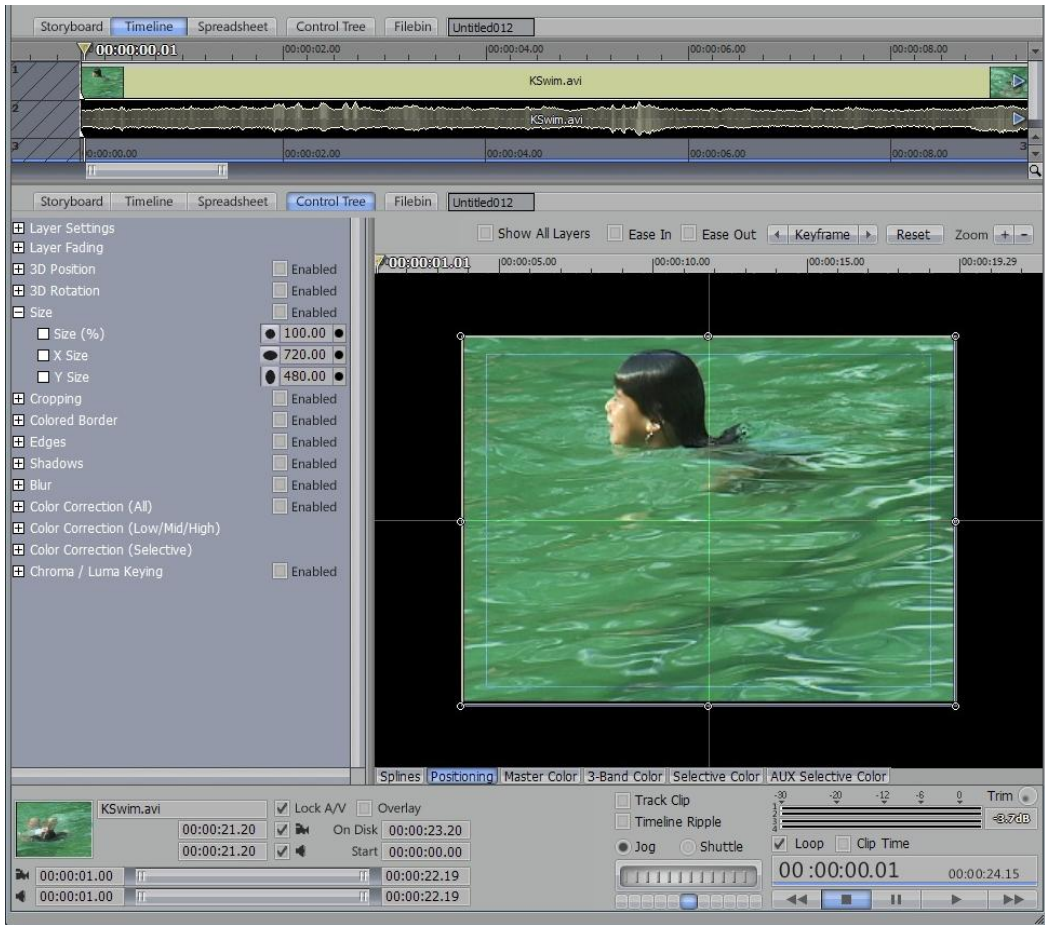 Storyboard Timeline Spreadsheet Control Tree Filebin Untitled012
00:00:00.01 00:00:02.00 00:00:04.00 00:00:06.00 00:00:08.00
1 KSwim.avi
2 KSwim.avi
3 00:00:00.00 00:00:02.00 00:00:04.00 00:00:06.00 00:00:08.00 3
Storyboard Timeline Spreadsheet Control Tree Filebin Untitled012
Layer Settings
Layer Fading
3D Position Enabled
3D Rotation Enabled
Size Enabled
Size (%) 100.00
X Size 720.00
Y Size 480.00
Cropping Enabled
Colored Border Enabled
Edges Enabled
Shadows Enabled
Blur Enabled
Color Correction (All) Enabled
Color Correction (Low/Mid/High)
Color Correction (Selective)
Chroma / Luma Keying Enabled
Show All Layers Ease In Ease Out Keyframe Reset Zoom + -
00:00:01.01 00:00:05.00 00:00:10.00 00:00:15.00 00:00:19.29
Splines Positioning Master Color 3-Band Color Selective Color AUX Selective Color
KSwim.avi Lock A/V Overlay
00:00:21.20 On Disk 00:00:23.20
00:00:21.20 Start 00:00:00.00
00:00:01.00 00:00:22.19
00:00:01.00 00:00:22.19
Track Clip
Timeline Ripple
Jog Shuttle
-30 -20 -12 -6 0 Trim
1
2
3
4
-3.7dB
Loop Clip Time
00:00:00.01 00:00:24.15